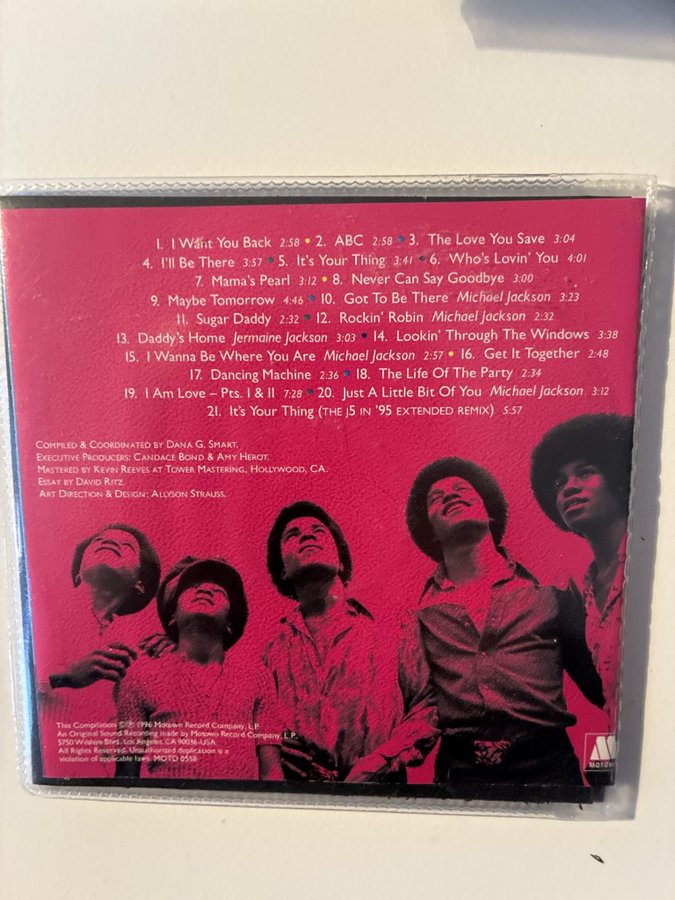 1. I Want You Back 2:58 • 2. ABC 2:58 • 3. The Love You Save 3:04
4. I'll Be There 3:57 • 5. It's Your Thing 3:41 • 6. Who's Lovin' You 4:01
7. Mama's Pearl 3:12 • 8. Never Can Say Goodbye 3:00
9. Maybe Tomorrow 4:46 • 10. Got To Be There Michael Jackson 3:23
11. Sugar Daddy 2:32 • 12. Rockin' Robin Michael Jackson 2:32
13. Daddy's Home Jermaine Jackson 3:03 • 14. Lookin' Through The Windows 3:38
15. I Wanna Be Where You Are Michael Jackson 2:57 • 16. Get It Together 2:48
17. Dancing Machine 2:36 • 18. The Life Of The Party 2:34
19. I Am Love – Pts. I & II 7:28 • 20. Just A Little Bit Of You Michael Jackson 3:12
21. It's Your Thing (THE J5 IN '95 EXTENDED REMIX) 5:57
COMPILED & COORDINATED BY DANA G. SMART.
EXECUTIVE PRODUCERS: CANDACE BOND & AMY HEROT.
MASTERED BY KEVIN REEVES AT TOWER MASTERING, HOLLYWOOD, CA.
ESSAY BY DAVID RITZ.
ART DIRECTION & DESIGN: ALLYSON STRAUSS.
This Compilation ©℗ 1996 Motown Record Company, L.P.
An Original Sound Recording made by Motown Record Company, L.P.,
5750 Wilshire Blvd., Los Angeles, CA 90036-USA.
All Rights Reserved. Unauthorized duplication is a
violation of applicable laws. MOTD 0558
M
MOTOW